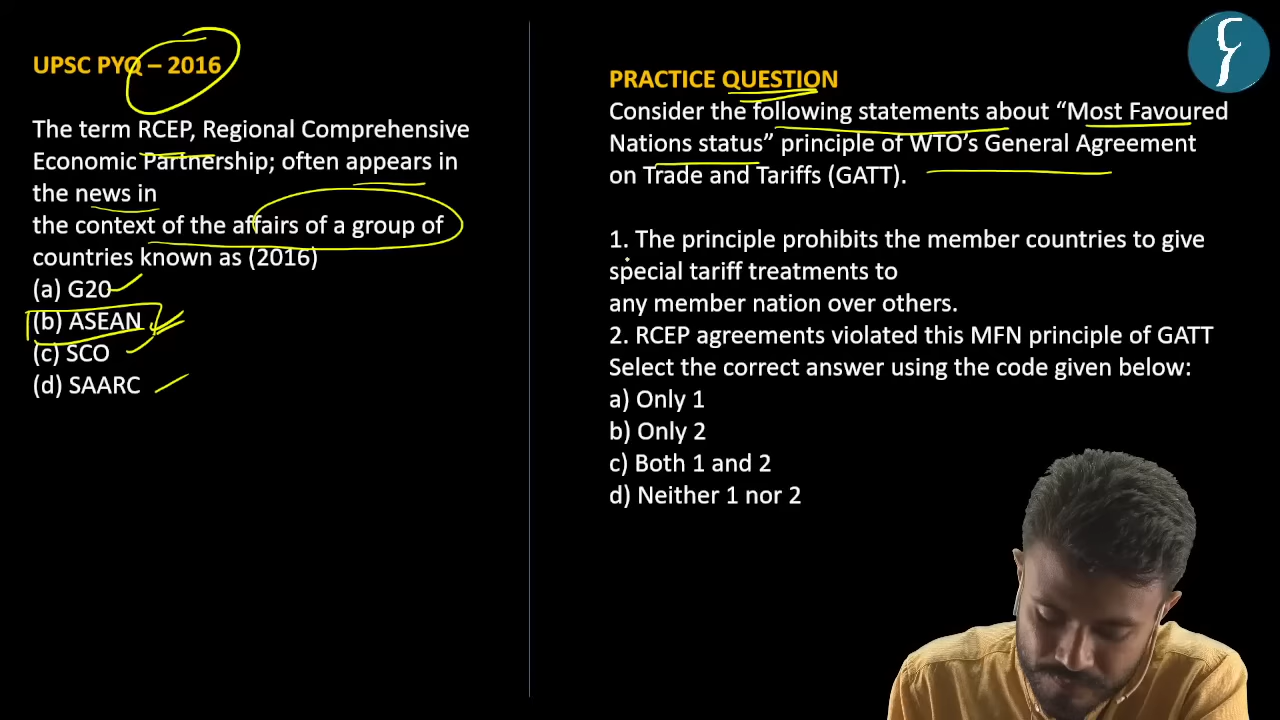 UPSC PYQ – 2016
The term RCEP, Regional Comprehensive
Economic Partnership; often appears in
the news in
the context of the affairs of a group of
countries known as (2016)
(a) G20
(b) ASEAN
(c) SCO
(d) SAARC
PRACTICE QUESTION
Consider the following statements about “Most Favoured
Nations status” principle of WTO’s General Agreement
on Trade and Tariffs (GATT).
1. The principle prohibits the member countries to give
special tariff treatments to
any member nation over others.
2. RCEP agreements violated this MFN principle of GATT
Select the correct answer using the code given below:
a) Only 1
b) Only 2
c) Both 1 and 2
d) Neither 1 nor 2